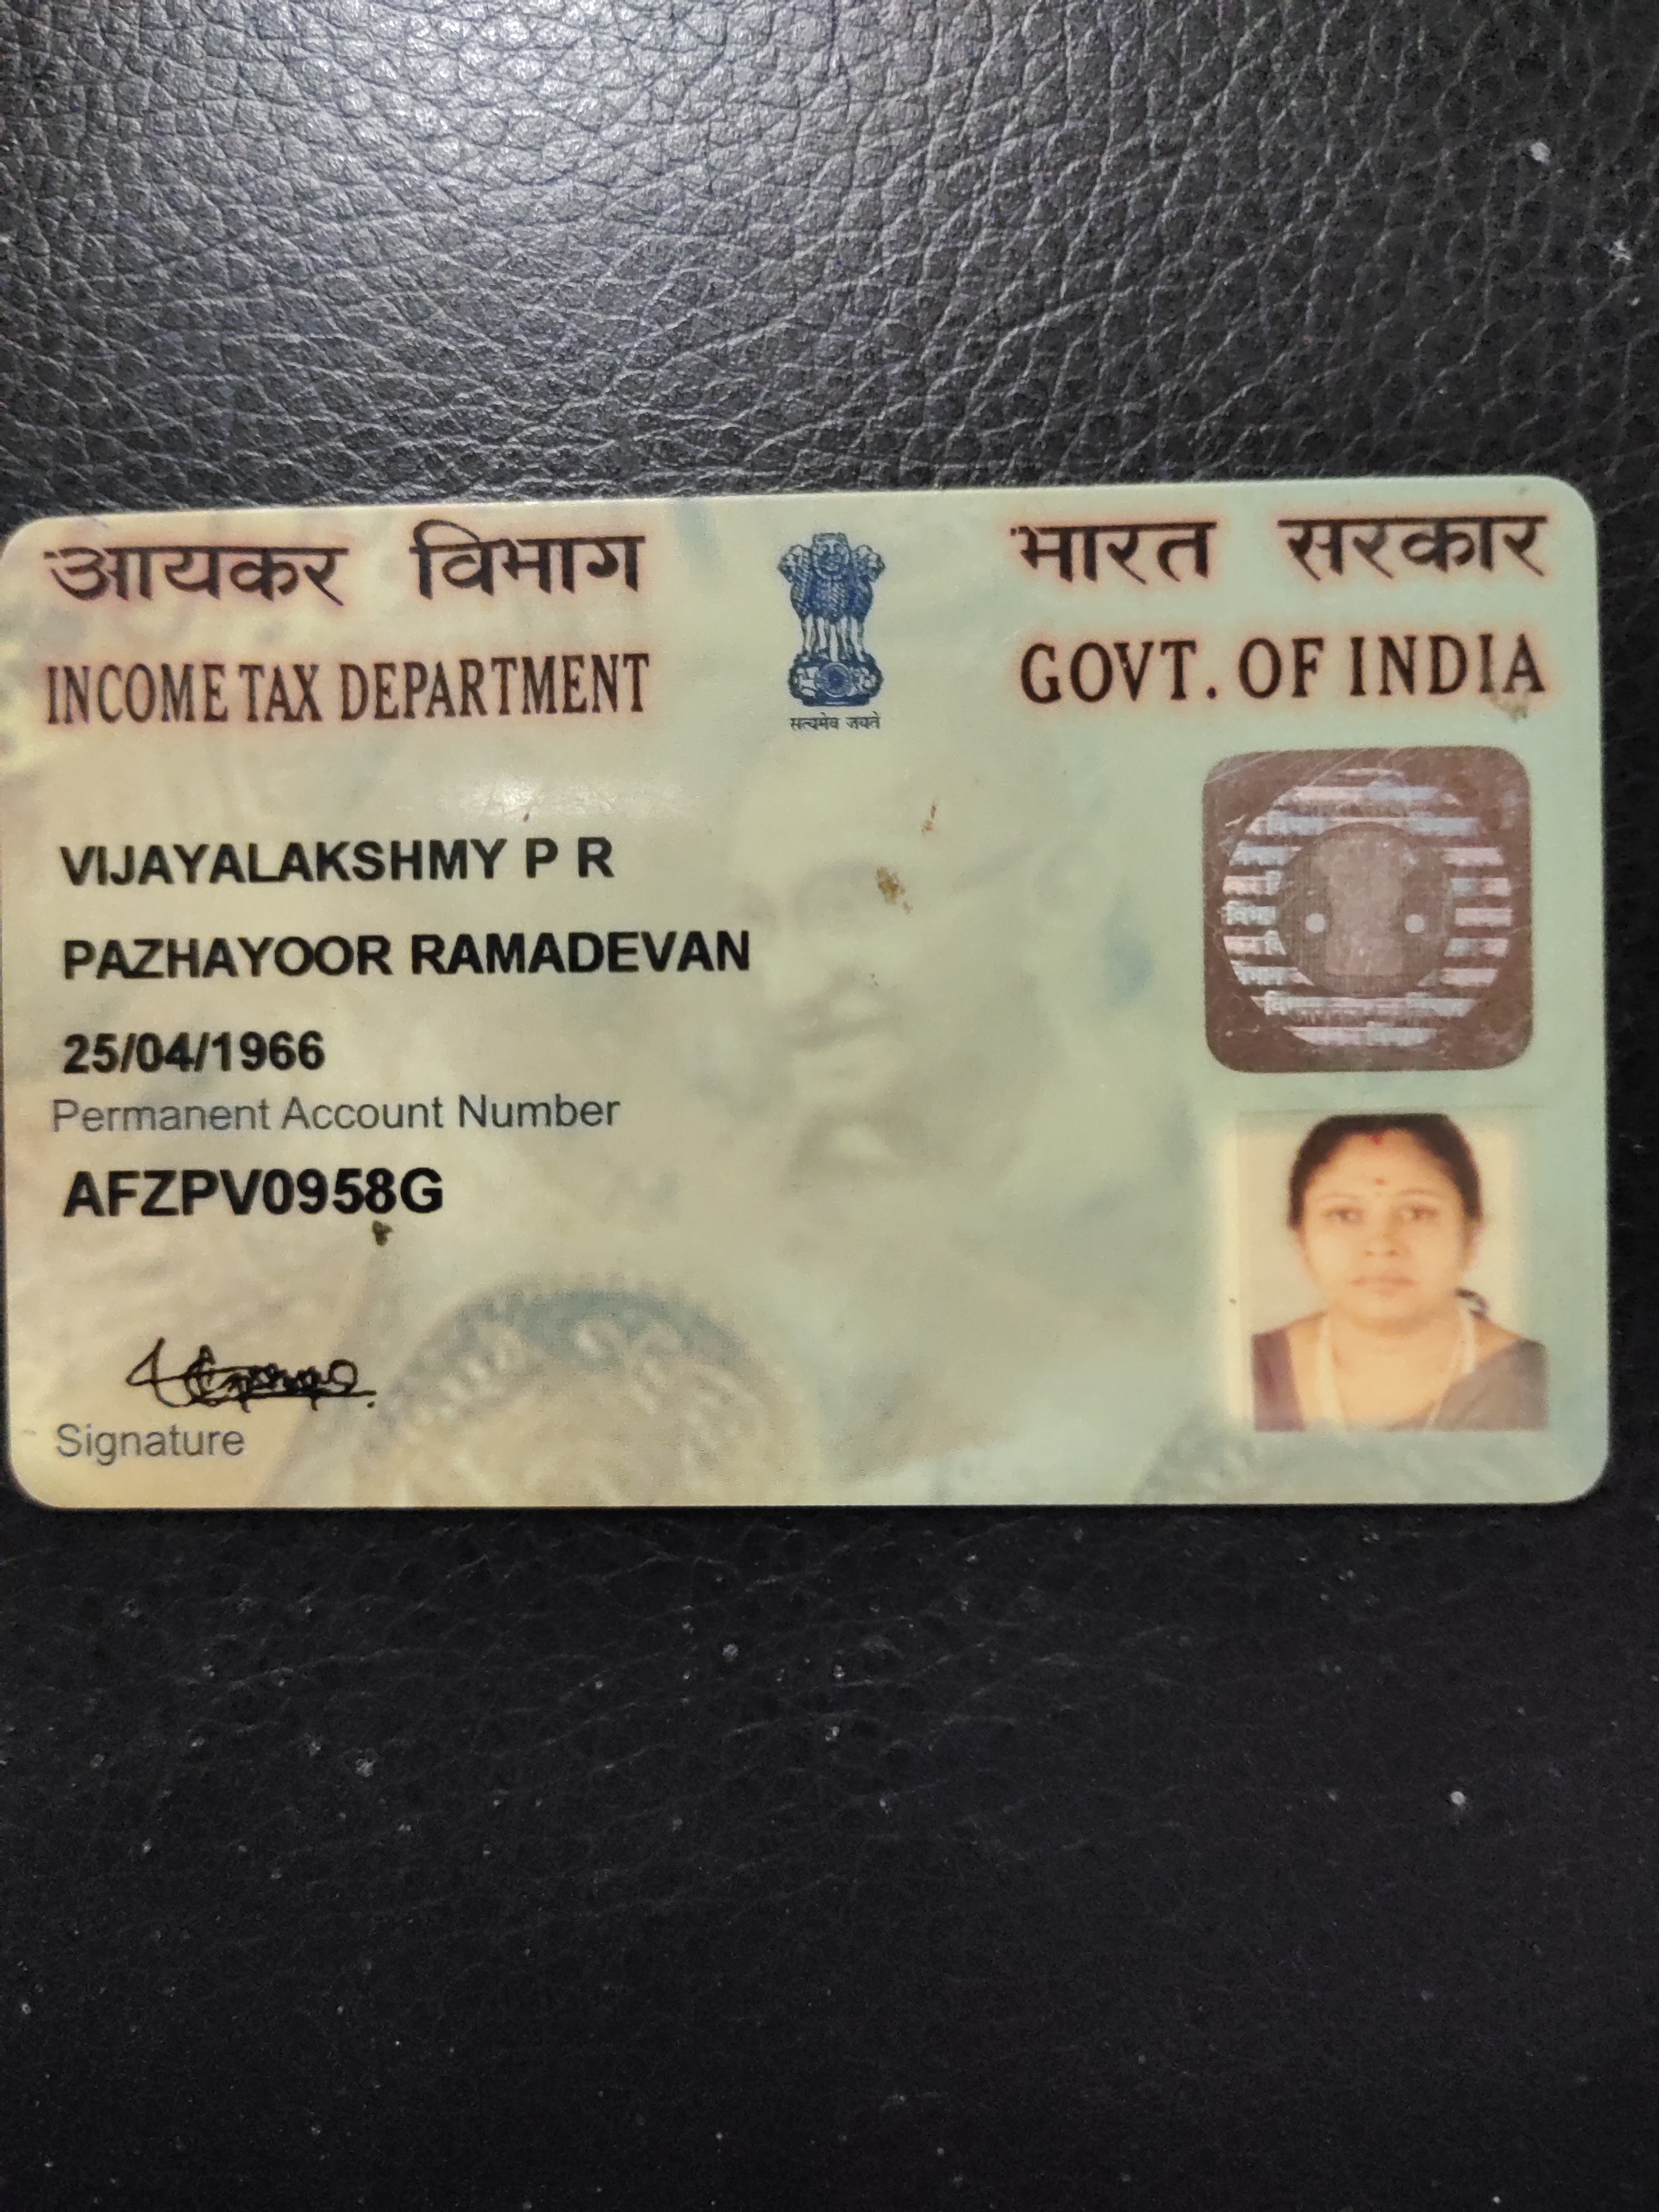 आयकर विभाग
INCOME TAX DEPARTMENT
सत्यमेव जयते
भारत सरकार
GOVT. OF INDIA
VIJAYALAKSHMY P R
PAZHAYOOR RAMADEVAN
25/04/1966
Permanent Account Number
AFZPV0958G
Signature